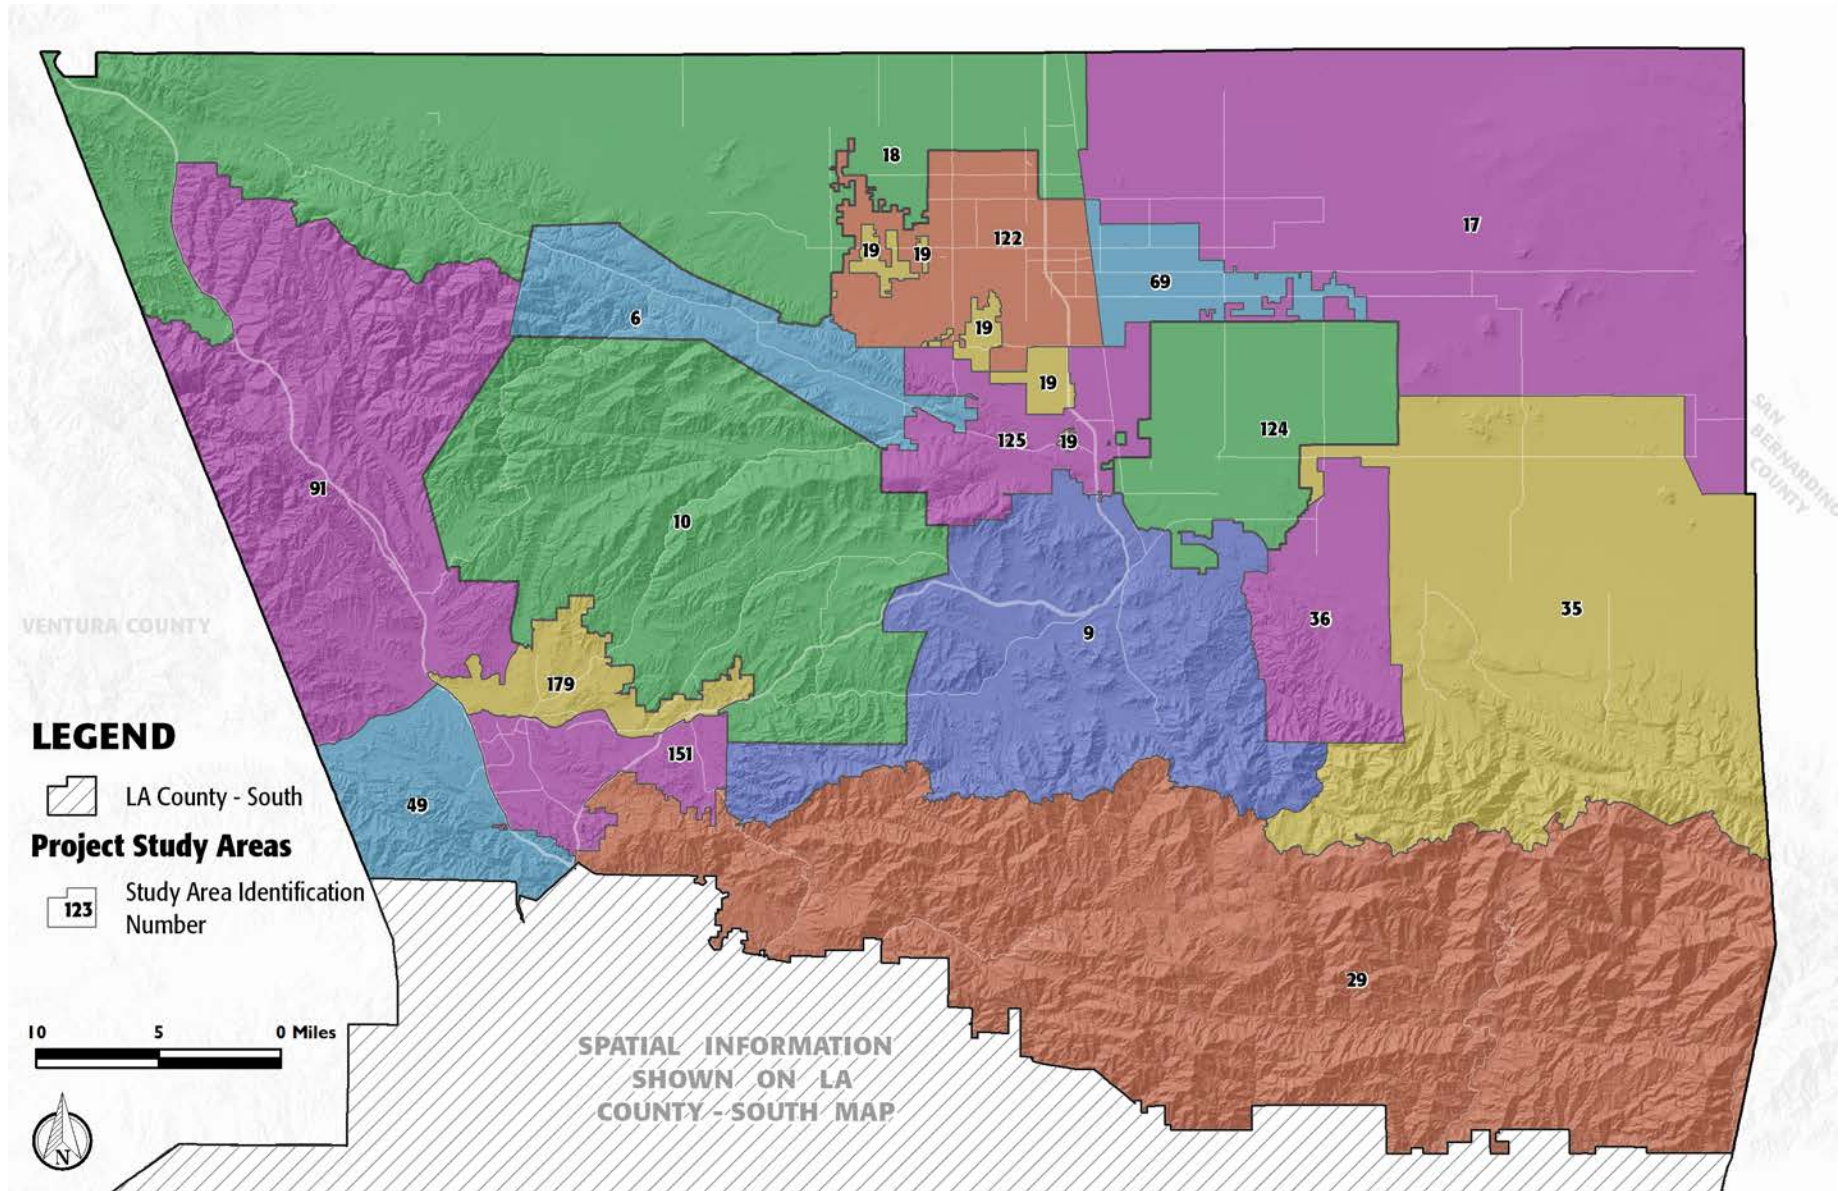 18
17
122
19
19
69
6
19
19
SAN
BERNARDINO
COUNTY
124
125
19
91
10
35
36
VENTURA COUNTY
9
179
LEGEND
151
LA County - South
49
Project Study Areas
Study Area Identification
123
Number
29
10 5 0 Miles
SPATIAL INFORMATION
SHOWN ON LA
COUNTY - SOUTH MAP
N